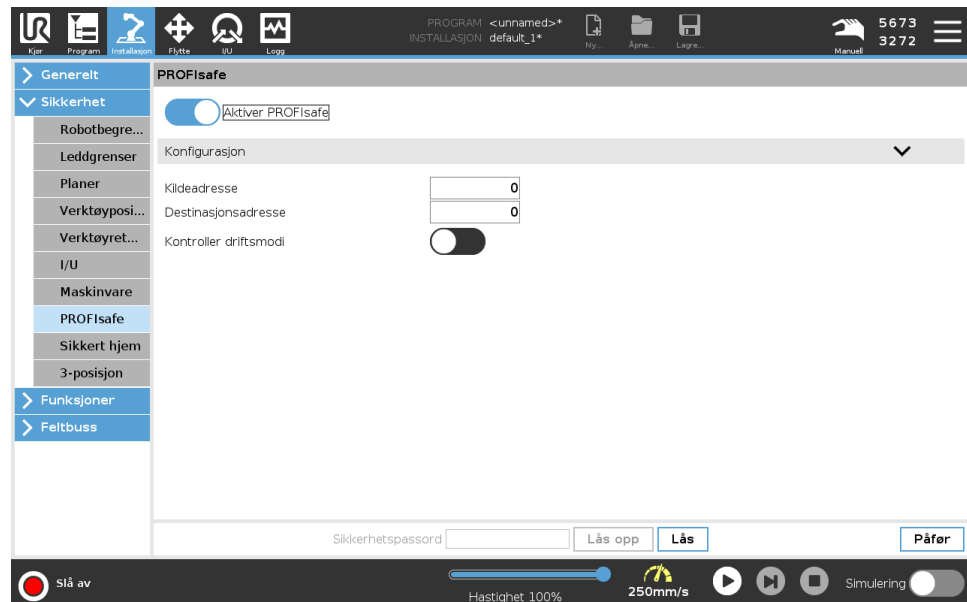 UR
Kjør
Program
Installasjon
Flytte
I/U
Logg
PROGRAM <unnamed>*
INSTALLASJON default_1*
Ny...
Åpne...
Lagre...
Manuell
5673
3272
Generelt
Sikkerhet
Robotbegre...
Leddgrenser
Planer
Verktøyposi...
Verktøyret...
I/U
Maskinvare
PROFIsafe
Sikkert hjem
3-posisjon
Funksjoner
Feltbuss
PROFIsafe
Aktiver PROFIsafe
Konfigurasjon
Kildeadresse 0
Destinasjonsadresse 0
Kontroller driftsmodi
Sikkerhetspassord
Lås opp
Lås
Påfør
Slå av
Hastighet 100%
250mm/s
Simulering